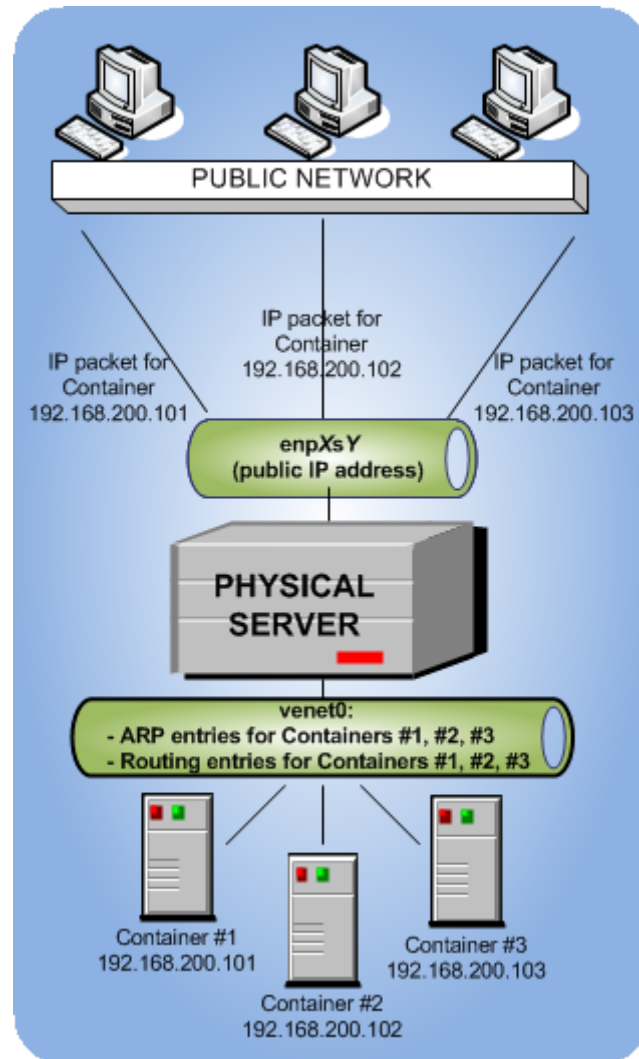 PUBLIC NETWORK
IP packet for
Container
192.168.200.101
IP packet for
Container
192.168.200.102
IP packet for
Container
192.168.200.103
enpXsY
(public IP address)
PHYSICAL
SERVER
venet0:
- ARP entries for Containers #1, #2, #3
- Routing entries for Containers #1, #2, #3
Container #1
192.168.200.101
Container #2
192.168.200.102
Container #3
192.168.200.103